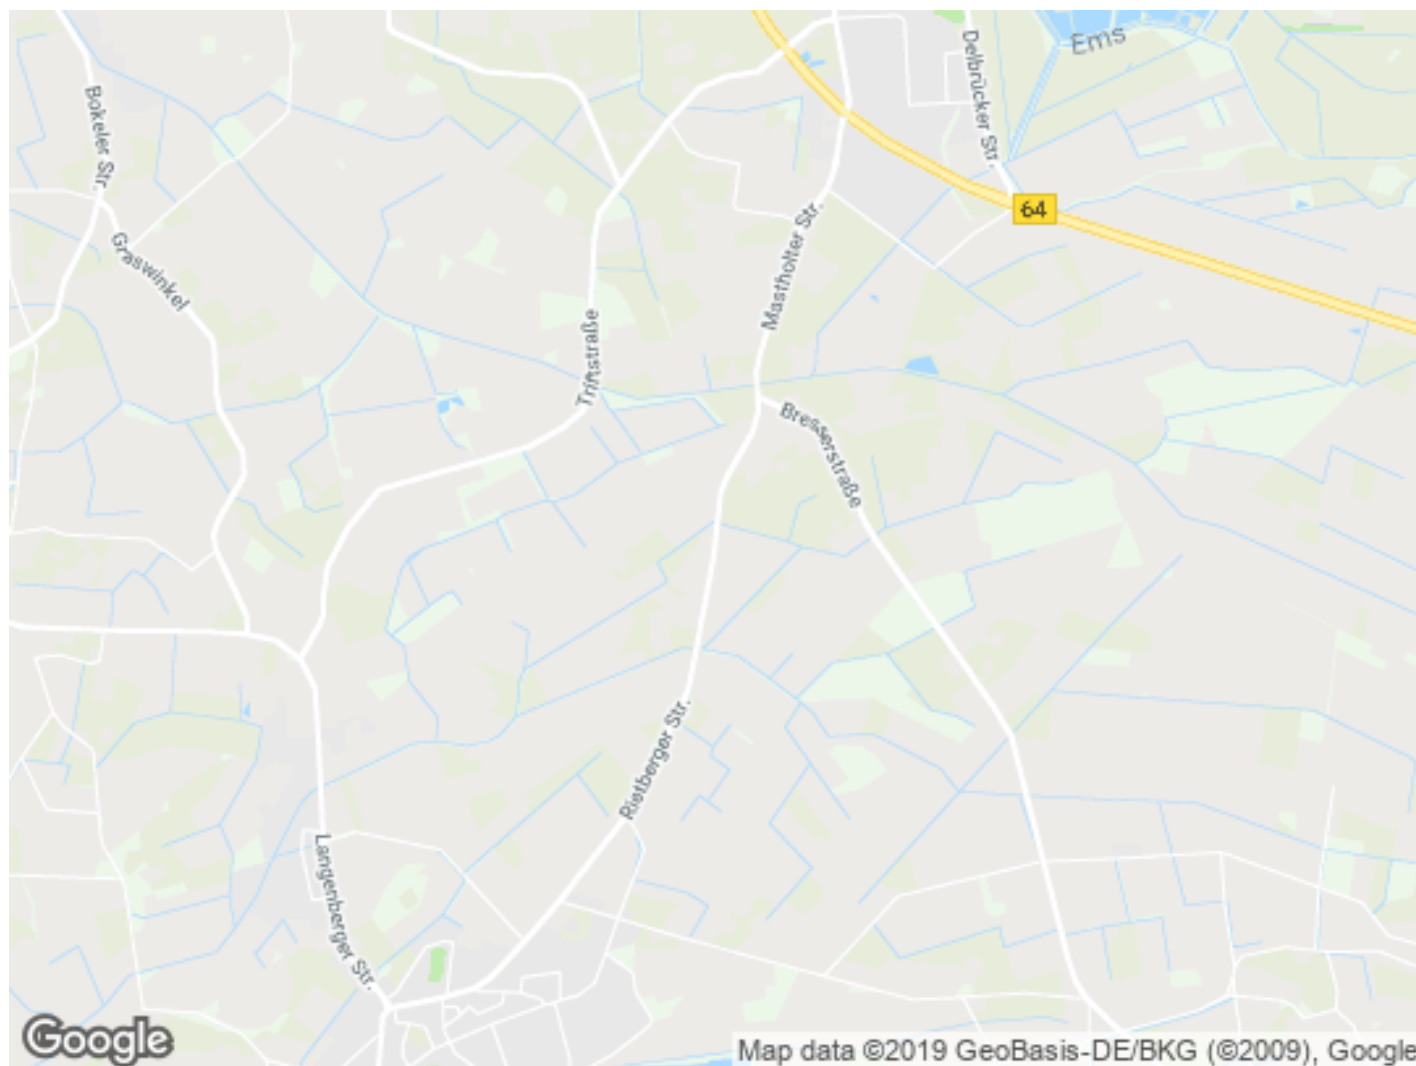 Ems
Delbrücker Str.
Bokeler Str.
64
Mastholter Str.
Graswinkel
Triftstraße
Bresserstraße
Rietberger Str.
Langenberger Str.
Google
Map data ©2019 GeoBasis-DE/BKG (©2009), Google